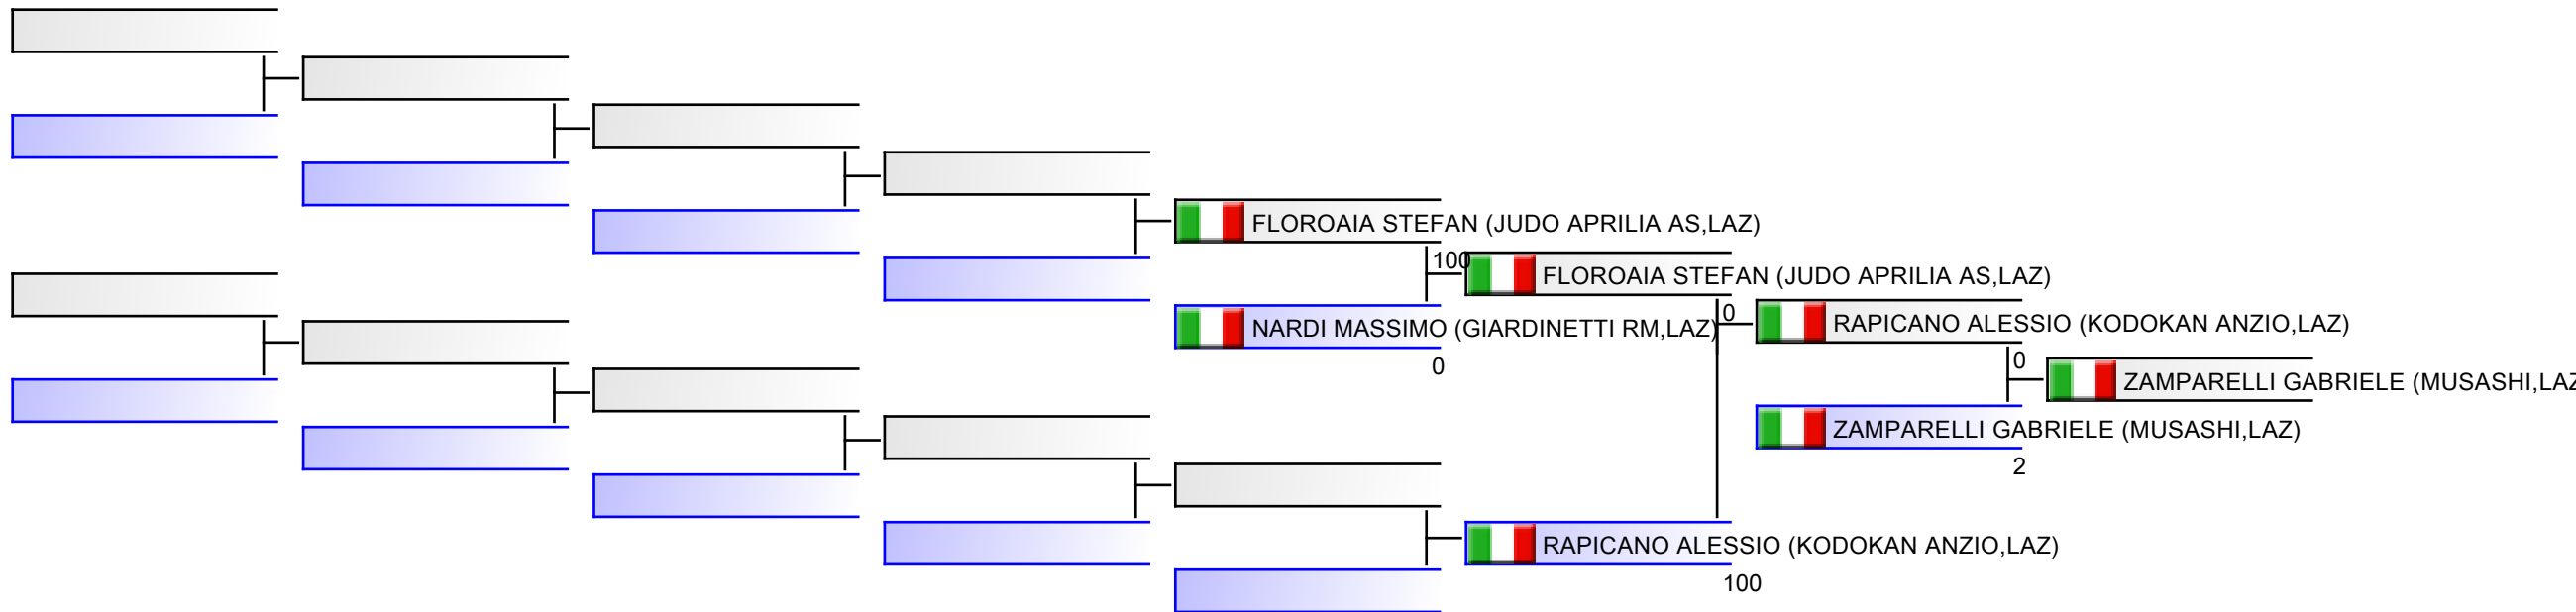 FLOROAIA STEFAN (JUDO APRILIA AS,LAZ)
100
FLOROAIA STEFAN (JUDO APRILIA AS,LAZ)
0
NARDI MASSIMO (GIARDINETTI RM,LAZ)
RAPICANO ALESSIO (KODOKAN ANZIO,LAZ)
0
0
ZAMPARELLI GABRIELE (MUSASHI,LAZ
ZAMPARELLI GABRIELE (MUSASHI,LAZ)
2
RAPICANO ALESSIO (KODOKAN ANZIO,LAZ)
100